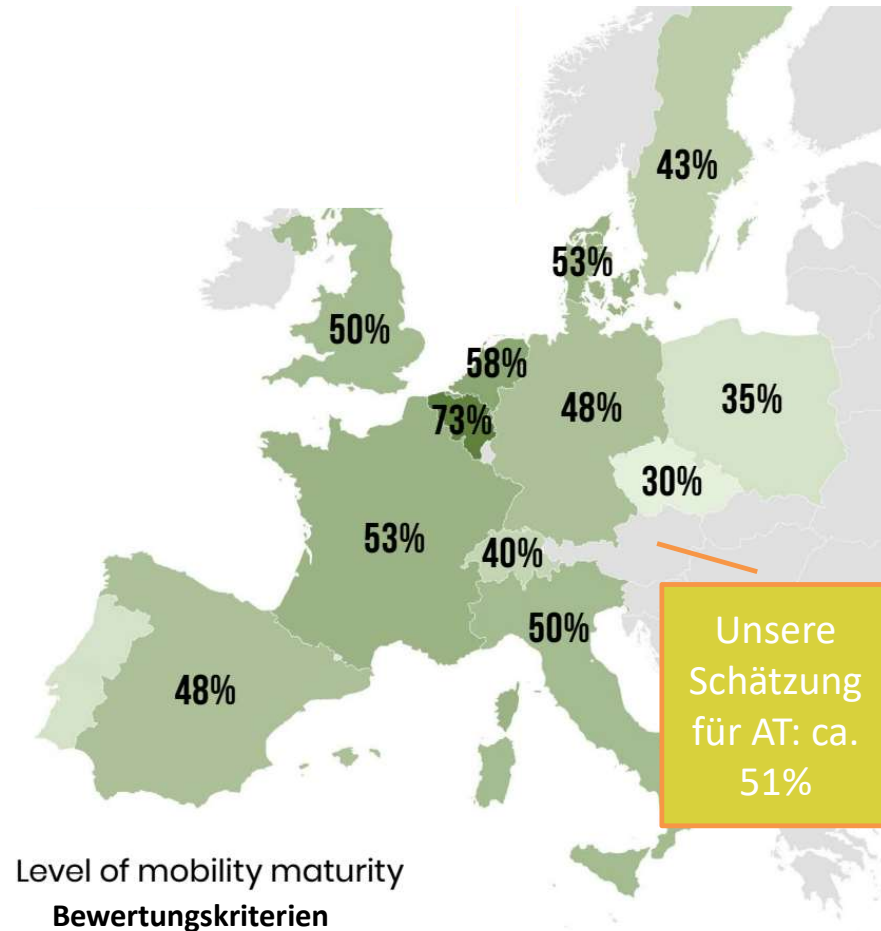 43%
53%
50%
58%
73%
48%
35%
30%
53%
40%
50%
48%
Unsere
Schätzung
für AT: ca.
51%
Level of mobility maturity
Bewertungskriterien